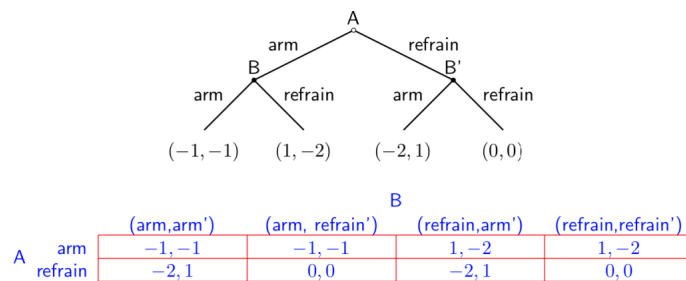 A
arm refrain
B B'
arm refrain arm refrain
(−1, −1) (1, −2) (−2, 1) (0, 0)
B
(arm,arm') (arm, refrain') (refrain,arm') (refrain,refrain')
A arm −1, −1 −1, −1 1, −2 1, −2
refrain −2, 1 0, 0 −2, 1 0, 0